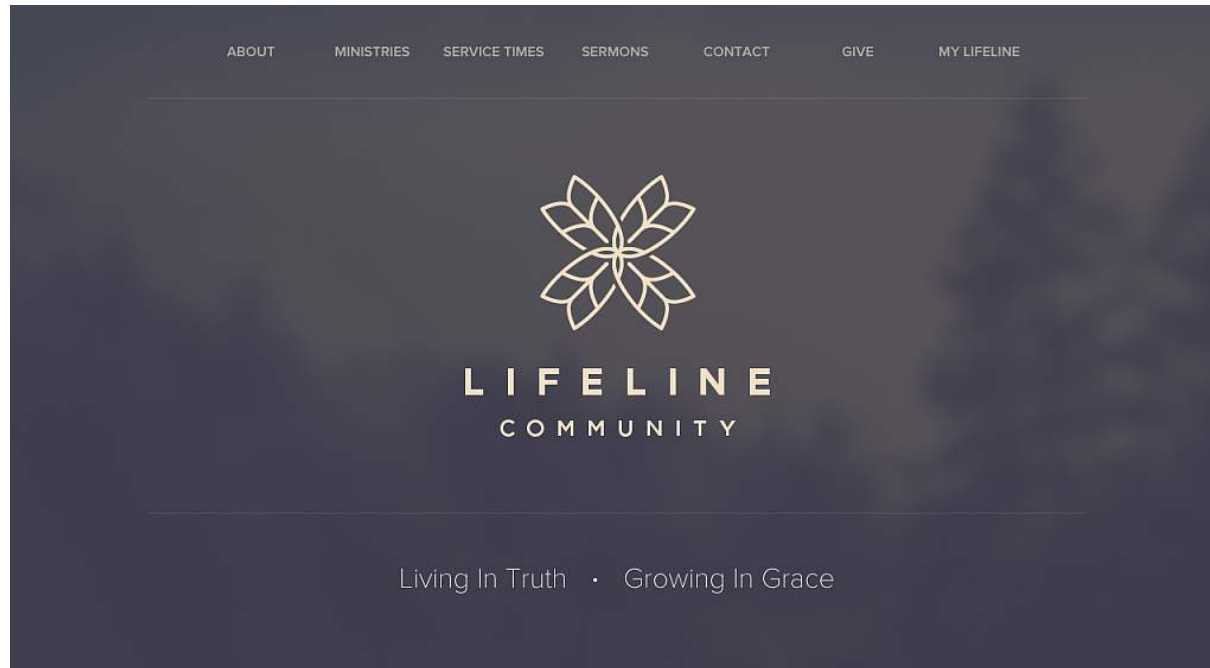 ABOUT MINISTRIES SERVICE TIMES SERMONS CONTACT GIVE MY LIFELINE
LIFELINE
COMMUNITY
Living In Truth • Growing In Grace